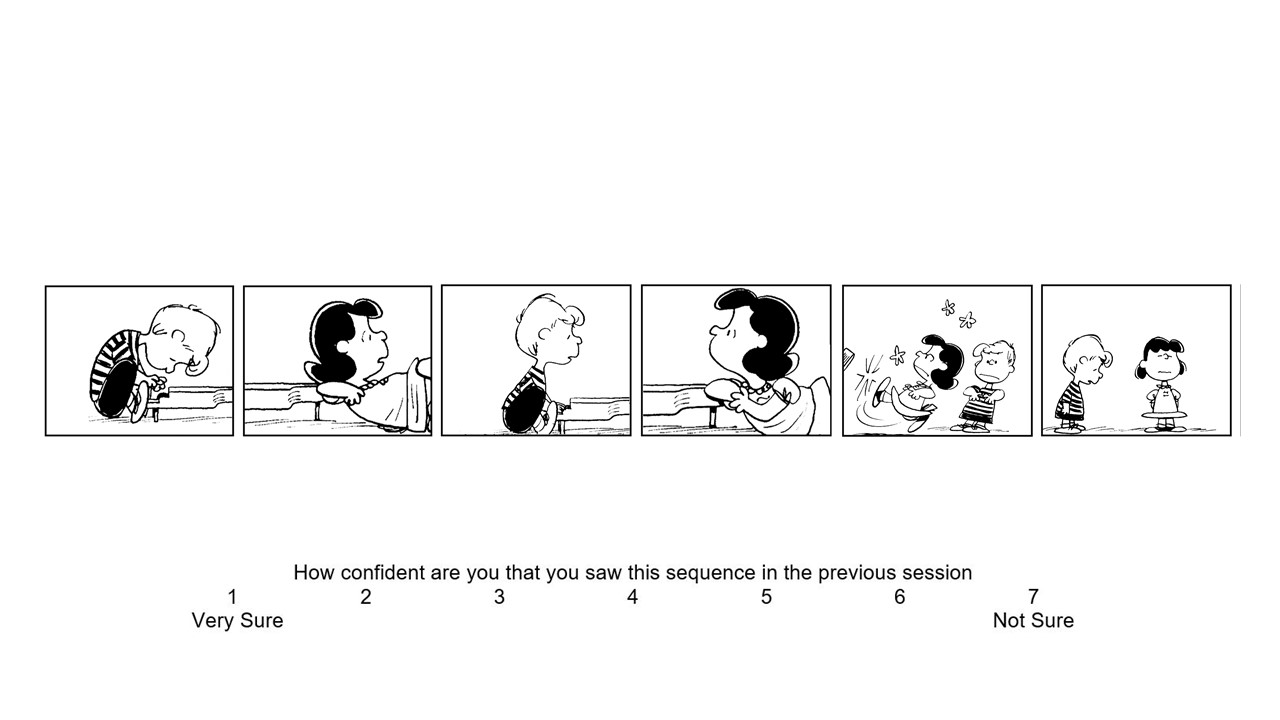 How confident are you that you saw this sequence in the previous session
1 2 3 4 5 6 7
Very Sure Not Sure